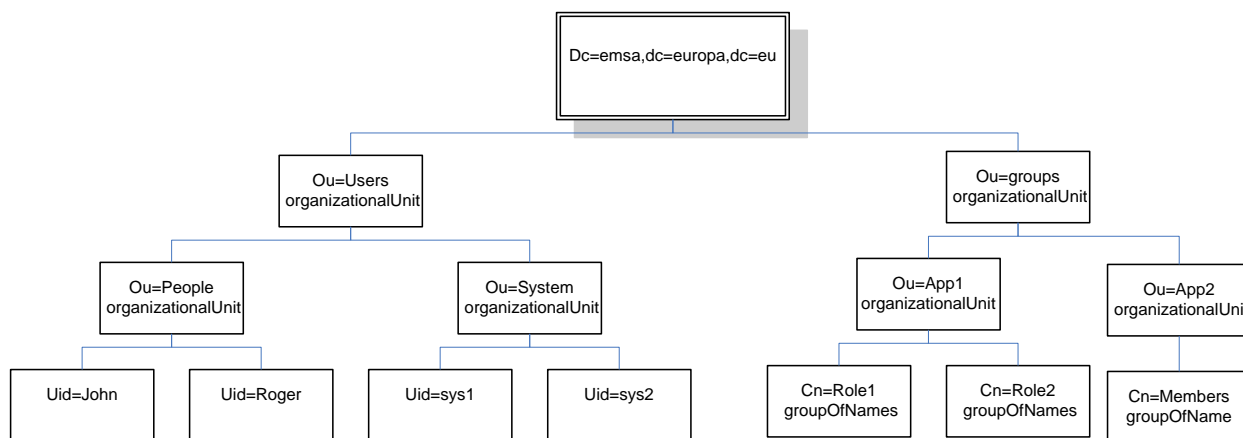 Dc=emsa,dc=europa,dc=eu
Ou=Users
organizationalUnit
Ou=groups
organizationalUnit
Ou=People
organizationalUnit
Ou=System
organizationalUnit
Ou=App1
organizationalUnit
Ou=App2
organizationalUnit
Uid=John
Uid=Roger
Uid=sys1
Uid=sys2
Cn=Role1
groupOfNames
Cn=Role2
groupOfNames
Cn=Members
groupOfName